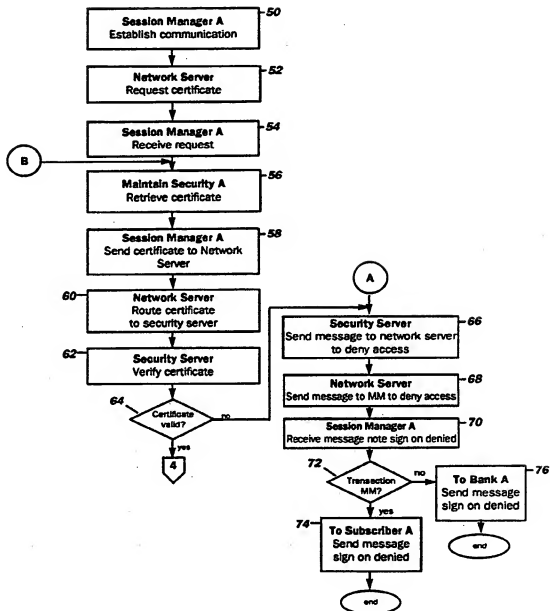 Session Manager A
Establish communication
50
Network Server
Request certificate
52
Session Manager A
Receive request
54
B
Maintain Security A
Retrieve certificate
56
Session Manager A
Send certificate to Network
Server
58
60
Network Server
Route certificate
to security server
62
Security Server
Verify certificate
64
Certificate
valid?
no
yes
4
A
Security Server
Send message to network server
to deny access
66
Network Server
Send message to MM to deny access
68
Session Manager A
Receive message note sign on denied
70
72
Transaction
MM?
no
yes
To Bank A
Send message
sign on denied
76
end
74
To Subscriber A
Send message
sign on denied
end